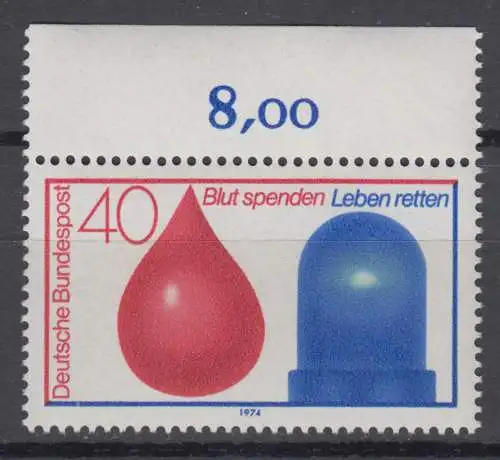 8,00
Deutsche Bundespost
40
Blut spenden Leben retten
1974